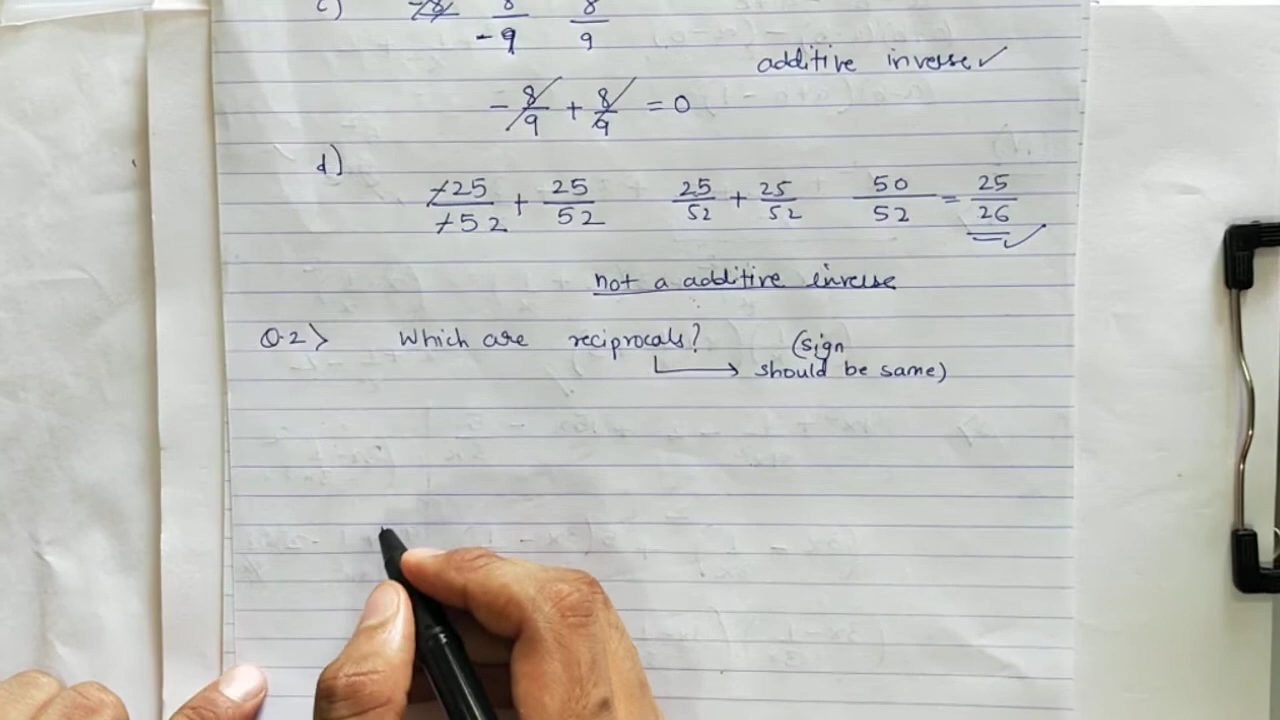 c) -8 8/-9 8/9
additive inverse ✓
-8/9 + 8/9 = 0
d)
-25/-52 + 25/52 25/52 + 25/52 50/52 = 25/26 ✓
not a additive inverse
Q.2> Which are reciprocals? (sign
should be same)